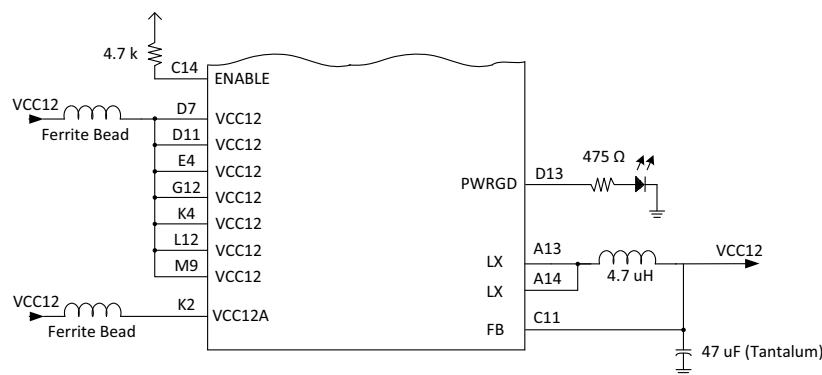 4.7 k
C14
ENABLE
VCC12
Ferrite Bead
D7
VCC12
D11
VCC12
E4
VCC12
G12
VCC12
K4
VCC12
L12
VCC12
M9
VCC12
VCC12
Ferrite Bead
K2
VCC12A
PWRGD
D13
475 Ω
LX
A13
LX
A14
4.7 uH
VCC12
FB
C11
47 uF (Tantalum)